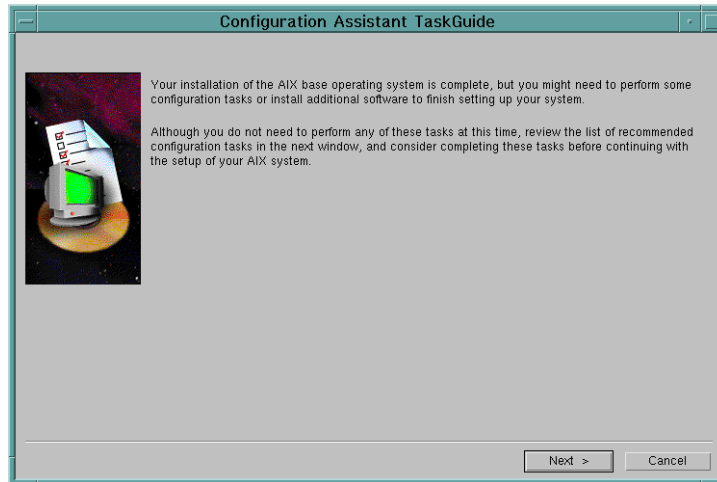 Configuration Assistant TaskGuide
Your installation of the AIX base operating system is complete, but you might need to perform some
configuration tasks or install additional software to finish setting up your system.
Although you do not need to perform any of these tasks at this time, review the list of recommended
configuration tasks in the next window, and consider completing these tasks before continuing with
the setup of your AIX system.
Next >
Cancel